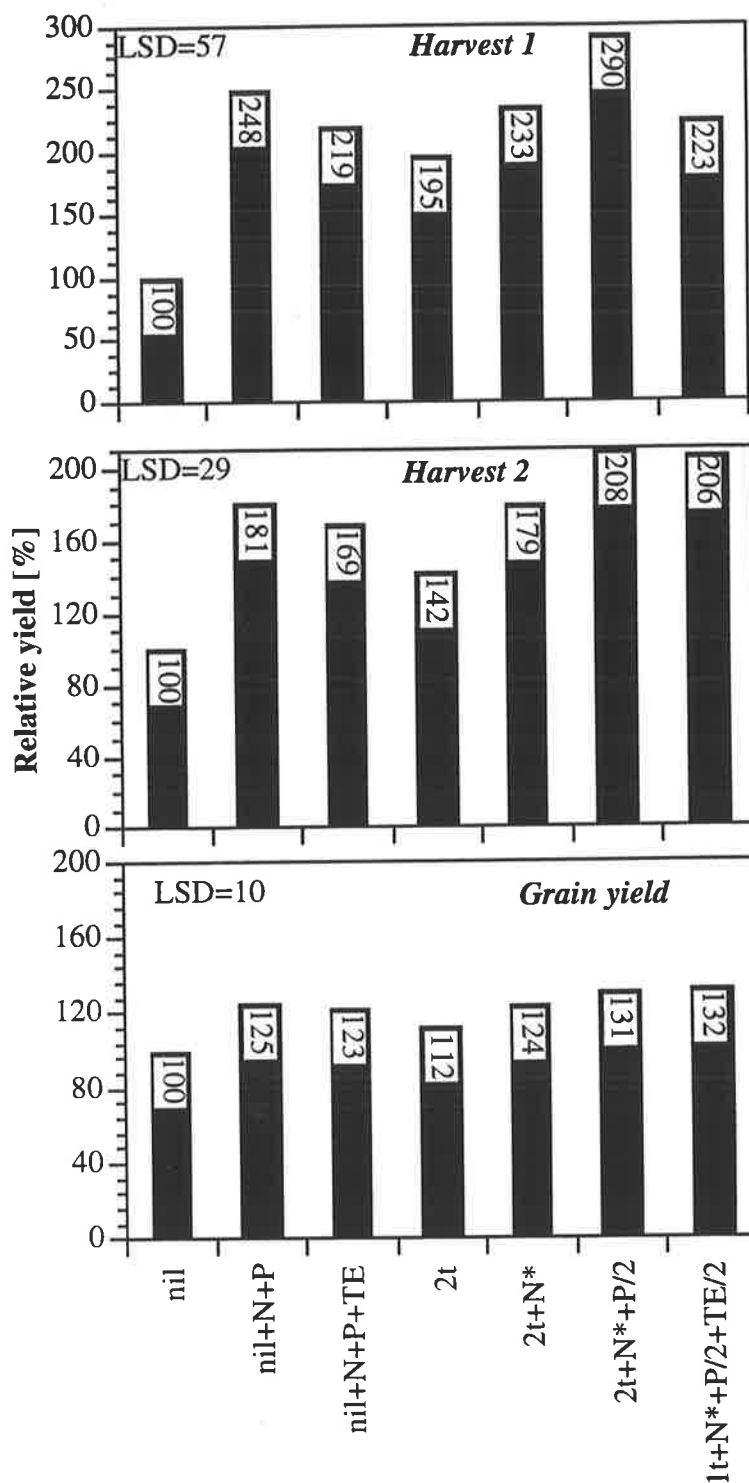 LSD=57 Harvest 1
300
250
200
150
100
50
0
100 248 219 195 233 290 223
LSD=29 Harvest 2
200
160
120
80
40
0
100 181 169 142 179 208 206
Relative yield [%]
LSD=10 Grain yield
200
160
120
80
40
0
100 125 123 112 124 131 132
nil
nil+N+P
nil+N+P+TE
2t
2t+N*
2t+N*+P/2
1t+N*+P/2+TE/2